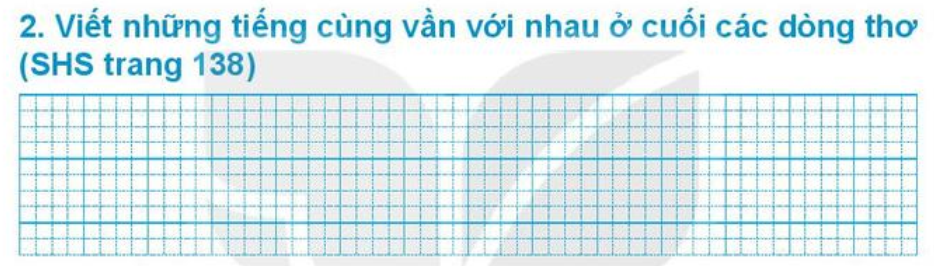 2. Viết những tiếng cùng vần với nhau ở cuối các dòng thơ
(SHS trang 138)